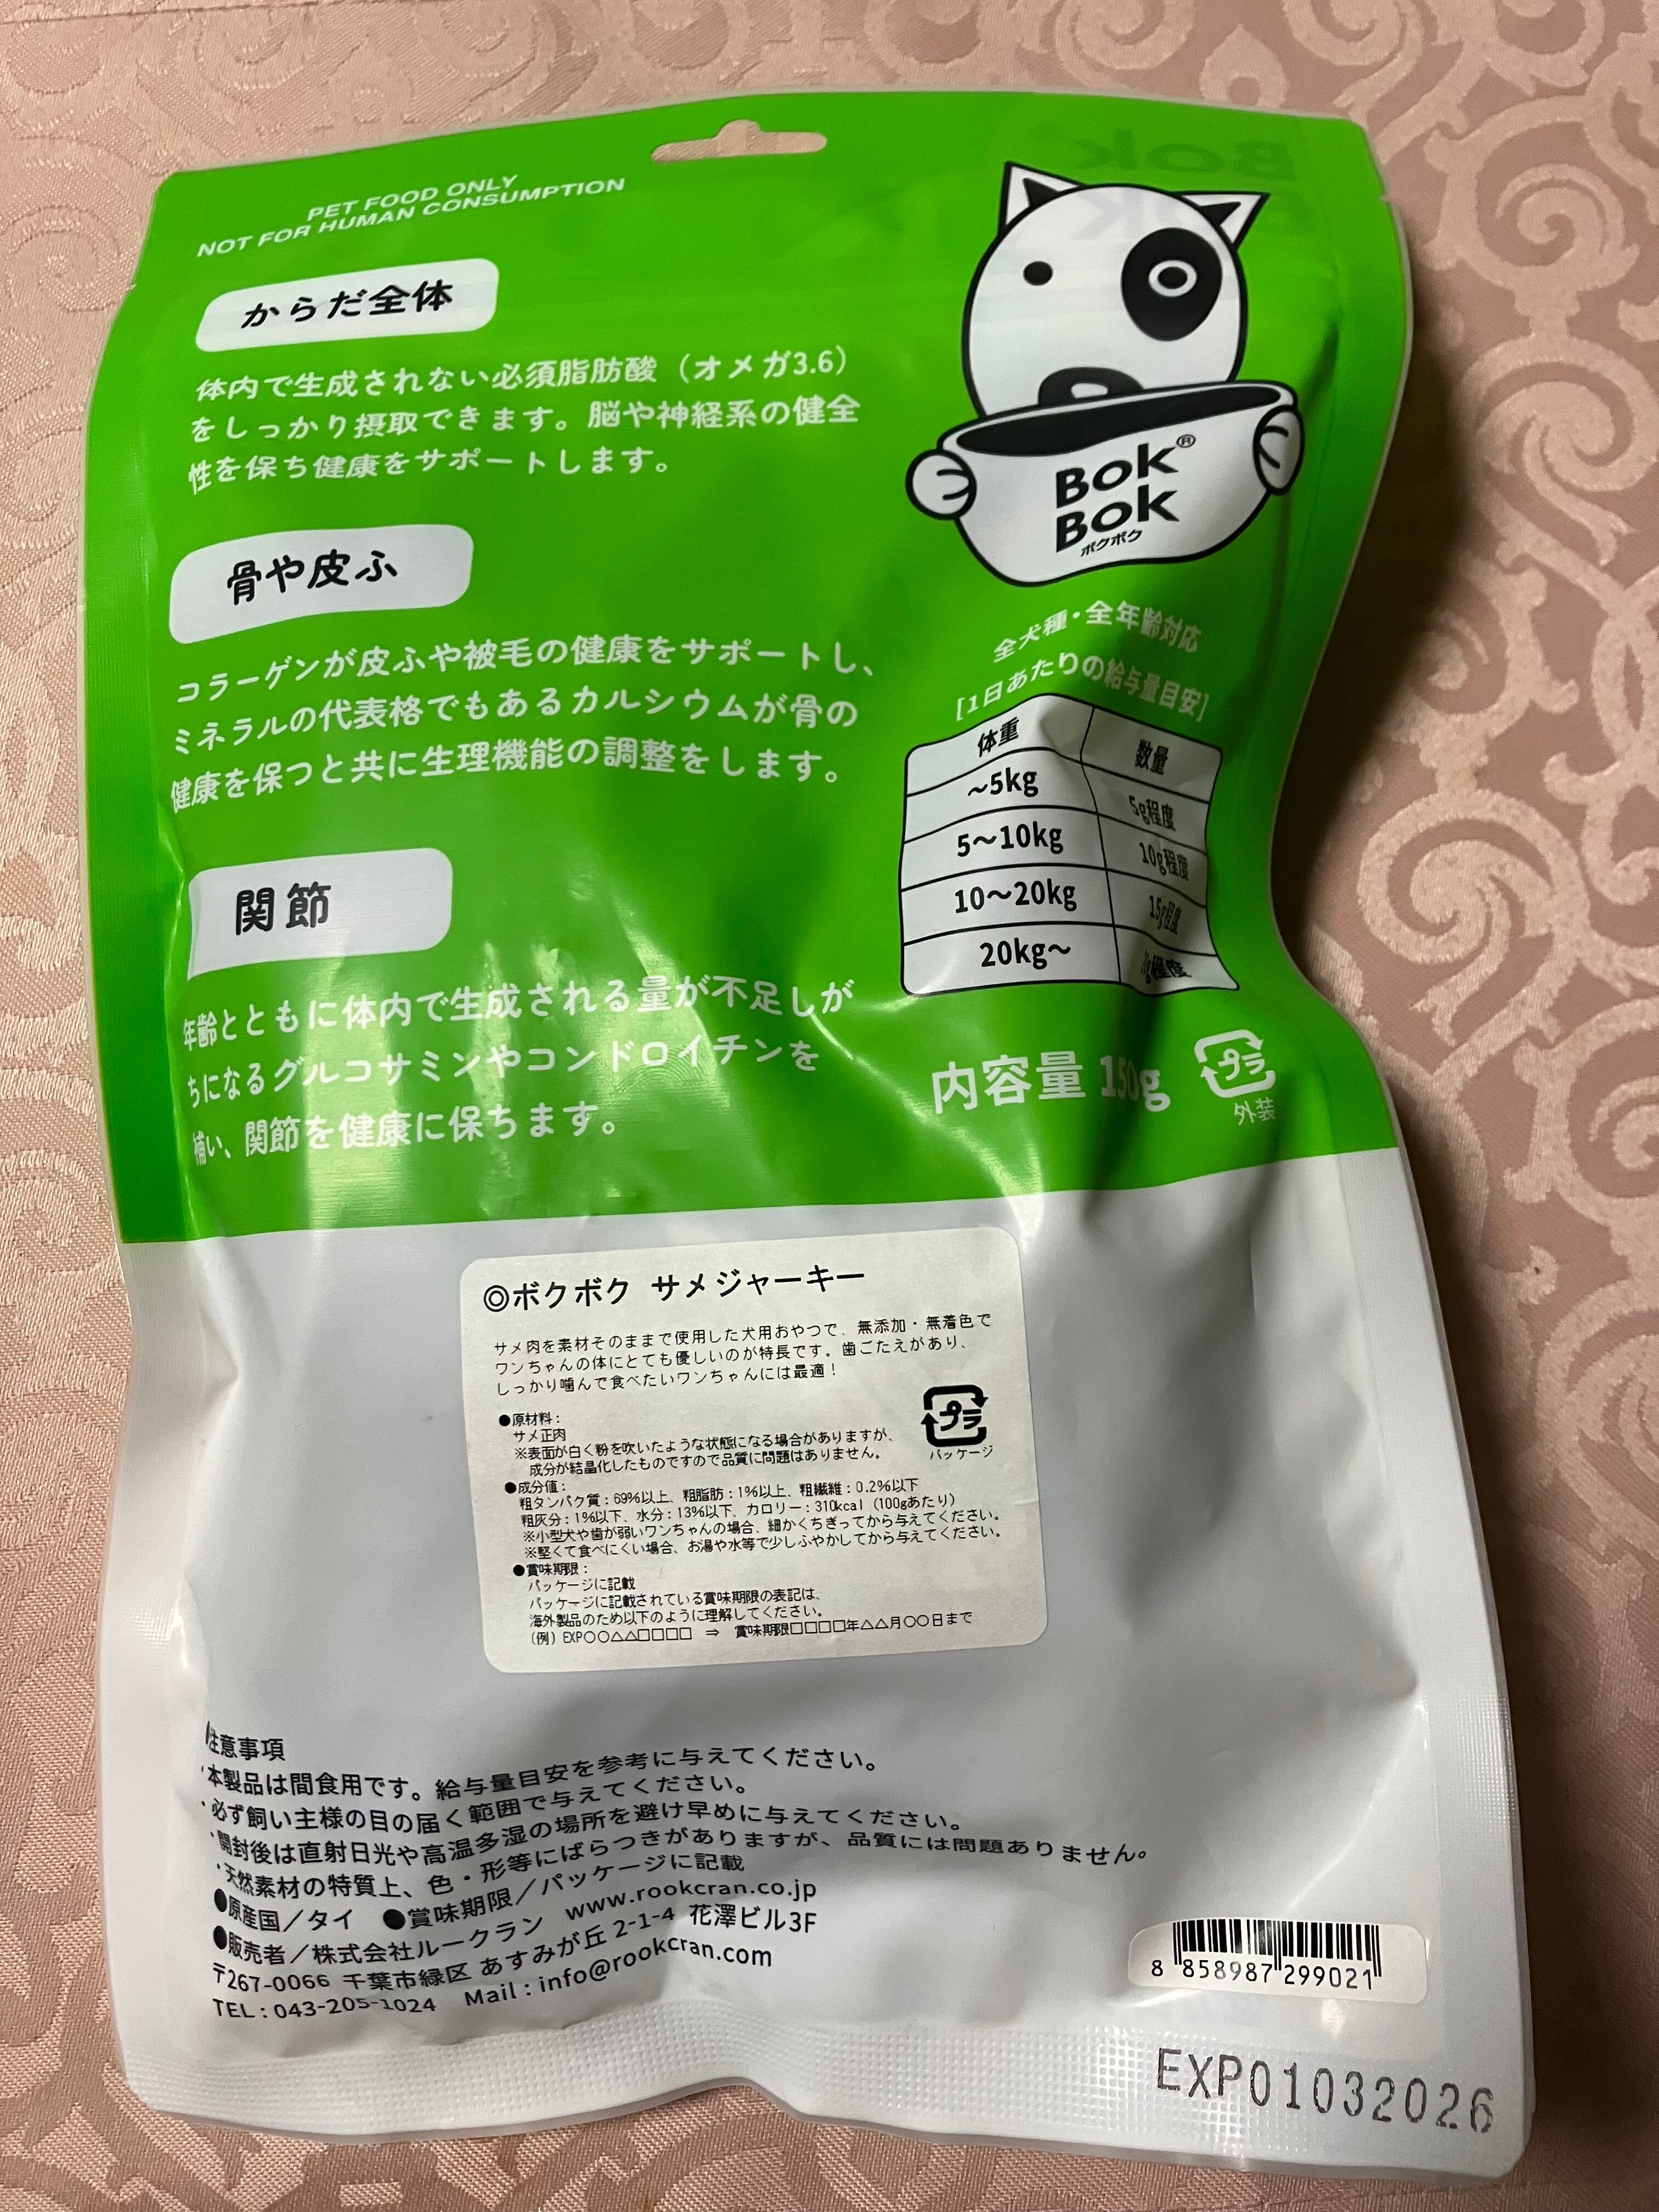 PET FOOD ONLY
NOT FOR HUMAN CONSUMPTION
からだ全体
体内で生成されない必須脂肪酸（オメガ3.6）
をしっかり摂取できます。脳や神経系の健全
性を保ち健康をサポートします。
骨や皮ふ
コラーゲンが皮ふや被毛の健康をサポートし、
ミネラルの代表格でもあるカルシウムが骨の
健康を保つと共に生理機能の調整をします。
関節
年齢とともに体内で生成される量が不足しが
ちになるグルコサミンやコンドロイチンを
補い、関節を健康に保ちます。
Bok®
Bok
ボクボク
全犬種・全年齢対応
[1日あたりの給与量目安]
体重 数量
～5kg 5g程度
5～10kg 10g程度
10～20kg 15g程度
20kg～ 程度
内容量 150g
プラ
外装
◎ボクボク サメジャーキー
サメ肉を素材そのままで使用した犬用おやつで、無添加・無着色で
ワンちゃんの体にとても優しいのが特長です。歯ごたえがあり、
しっかり噛んで食べたいワンちゃんには最適！
●原材料：
サメ正肉
※表面が白く粉を吹いたような状態になる場合がありますが、
成分が結晶化したものですので品質に問題はありません。
プラ
パッケージ
●成分値：
粗タンパク質：69%以上、粗脂肪：1%以上、粗繊維：0.2%以下
粗灰分：1%以下、水分：13%以下、カロリー：310kcal（100gあたり）
※小型犬や歯が弱いワンちゃんの場合、細かくちぎってから与えてください。
※堅くて食べにくい場合、お湯や水等で少しふやかしてから与えてください。
●賞味期限：
パッケージに記載
パッケージに記載されている賞味期限の表記は、
海外製品のため以下のように理解してください。
（例）EXP〇〇△△□□□□ ⇒ 賞味期限□□□□年△△月〇〇日まで
●注意事項
・本製品は間食用です。給与量目安を参考に与えてください。
・必ず飼い主様の目の届く範囲で与えてください。
・開封後は直射日光や高温多湿の場所を避け早めに与えてください。
・天然素材の特質上、色・形等にばらつきがありますが、品質には問題ありません。
●原産国／タイ ●賞味期限／パッケージに記載
●販売者／株式会社ルークラン www.rookcran.co.jp
〒267-0066 千葉市緑区 あすみが丘 2-1-4 花澤ビル3F
TEL : 043-205-1024 Mail : info@rookcran.com
8 858987 299021
EXP01032026